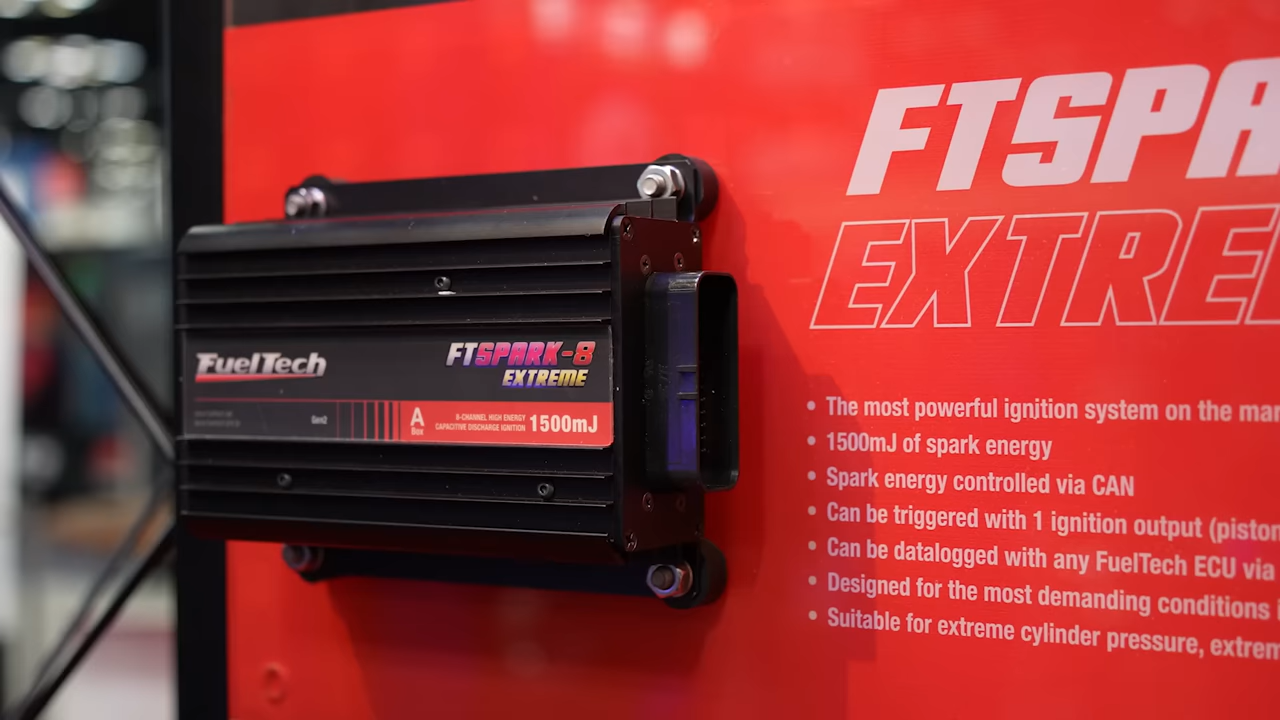 FuelTech
FTSPARK-8
EXTREME
Gen2
A
Box
8-CHANNEL HIGH ENERGY
CAPACITIVE DISCHARGE IGNITION
1500mJ
FTSPA
EXTRE
• The most powerful ignition system on the mar
• 1500mJ of spark energy
• Spark energy controlled via CAN
• Can be triggered with 1 ignition output (piston
• Can be datalogged with any FuelTech ECU via
• Designed for the most demanding conditions i
• Suitable for extreme cylinder pressure, extrem